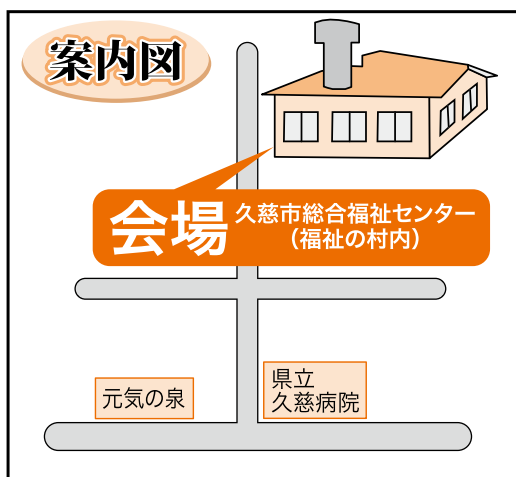 案内図
会場
久慈市総合福祉センター
（福祉の村内）
元気の泉
県立
久慈病院